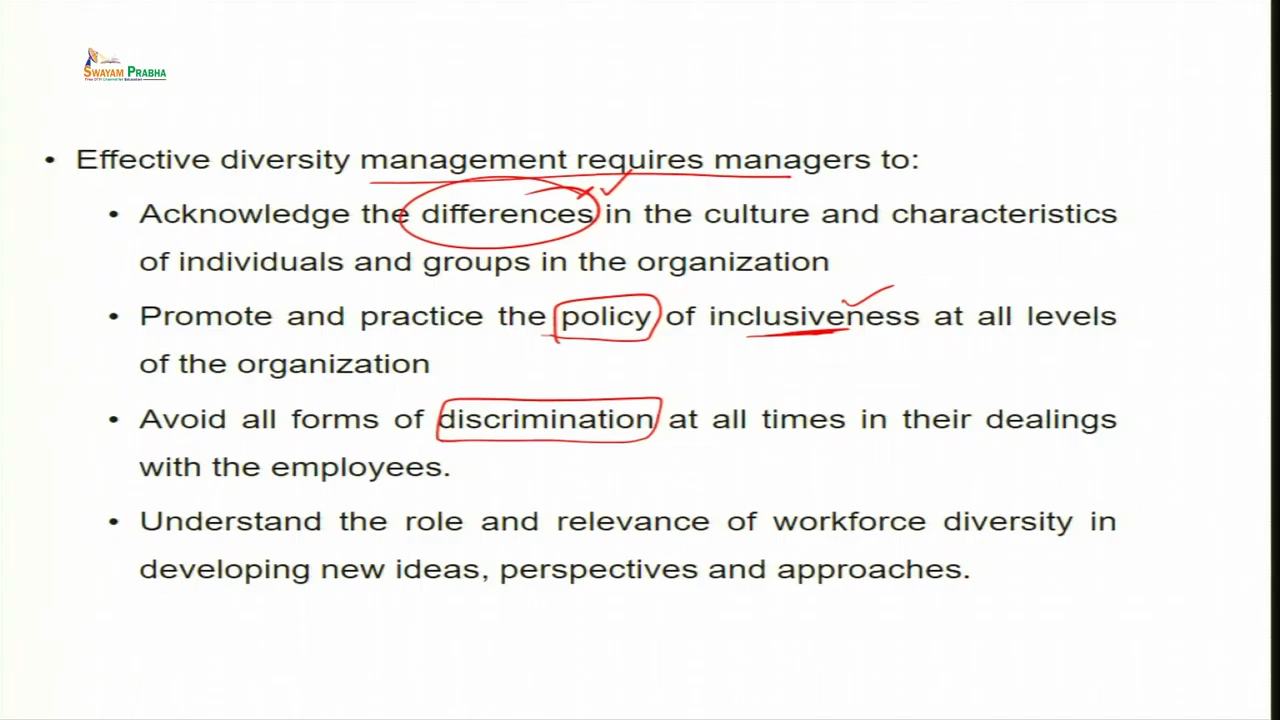 SWAYAM PRABHA
• Effective diversity management requires managers to:
• Acknowledge the differences in the culture and characteristics
of individuals and groups in the organization
• Promote and practice the policy of inclusiveness at all levels
of the organization
• Avoid all forms of discrimination at all times in their dealings
with the employees.
• Understand the role and relevance of workforce diversity in
developing new ideas, perspectives and approaches.